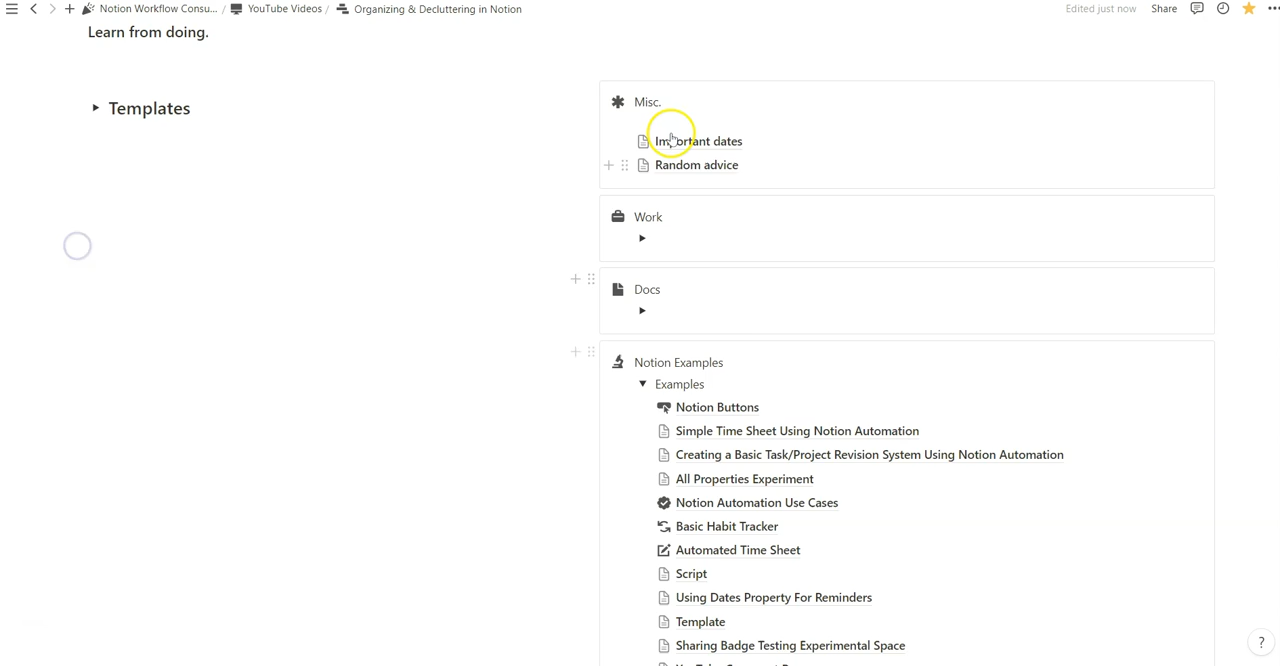 Notion Workflow Consu... / YouTube Videos / Organizing & Decluttering in Notion
Edited just now Share
Learn from doing.
Templates
Misc.
Important dates
Random advice
Work
Docs
Notion Examples
Examples
Notion Buttons
Simple Time Sheet Using Notion Automation
Creating a Basic Task/Project Revision System Using Notion Automation
All Properties Experiment
Notion Automation Use Cases
Basic Habit Tracker
Automated Time Sheet
Script
Using Dates Property For Reminders
Template
Sharing Badge Testing Experimental Space
?